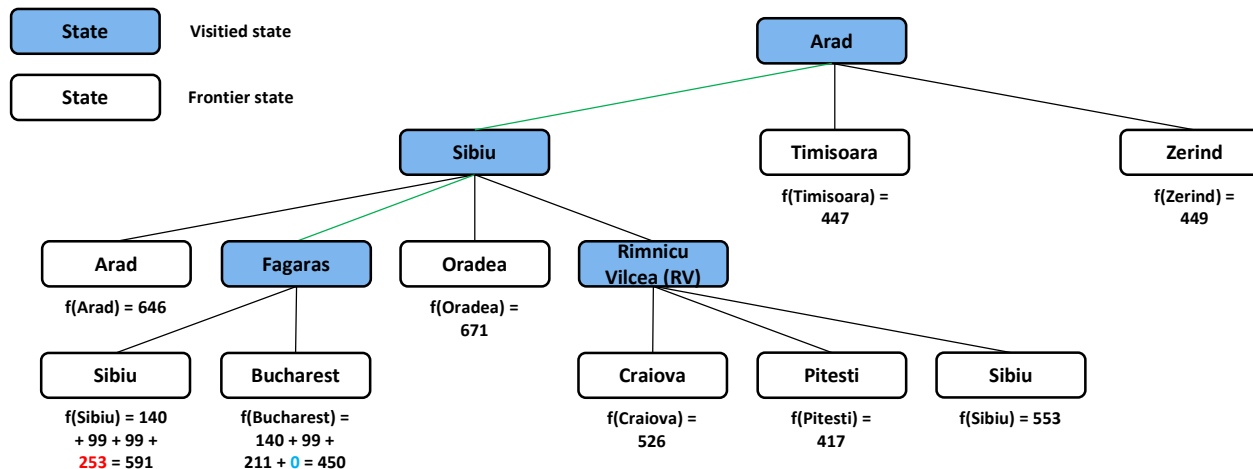 State
Visitied state
Arad
State
Frontier state
Sibiu
Timisoara
Zerind
f(Timisoara) =
447
f(Zerind) =
449
Arad
Fagaras
Oradea
Rimnicu
Vilcea (RV)
f(Arad) = 646
f(Oradea) =
671
Sibiu
Bucharest
Craiova
Pitesti
Sibiu
f(Sibiu) = 140
+ 99 + 99 +
253 = 591
f(Bucharest) =
140 + 99 +
211 + 0 = 450
f(Craiova) =
526
f(Pitesti) =
417
f(Sibiu) = 553